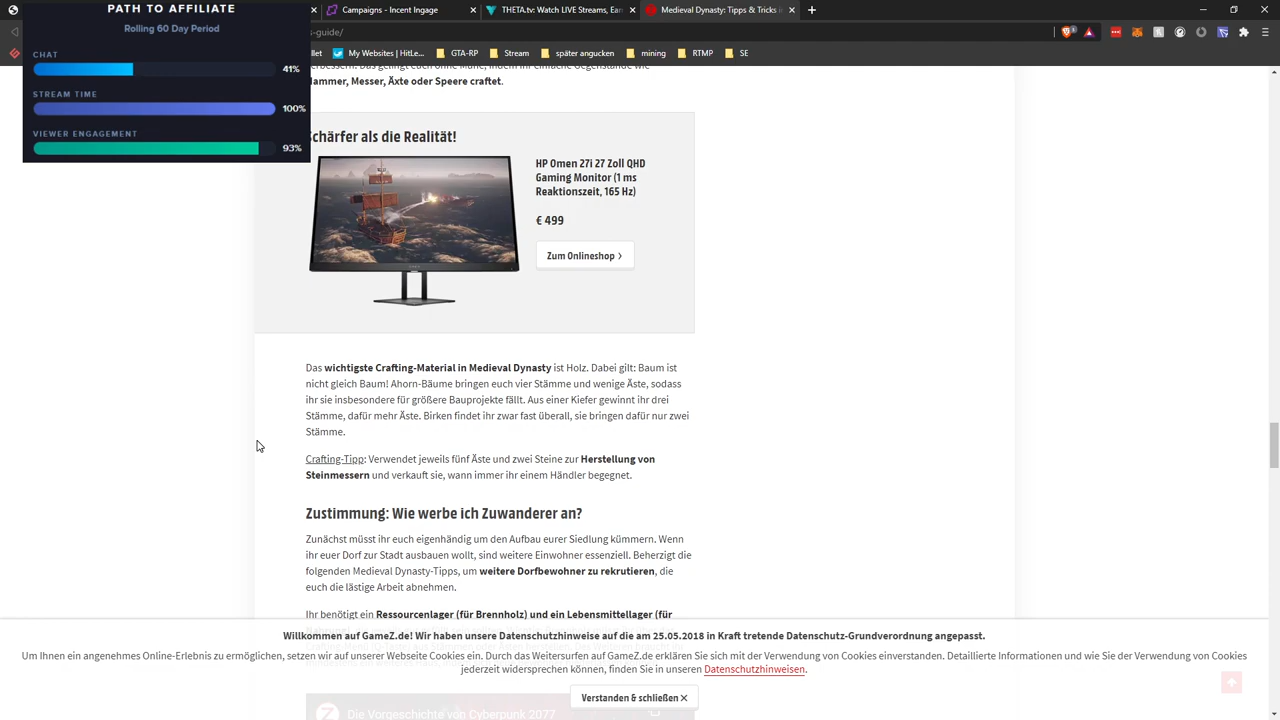 PATH TO AFFILIATE
Rolling 60 Day Period
CHAT
41%
STREAM TIME
100%
VIEWER ENGAGEMENT
93%
Campaigns - Incent Ingage
THETA.tv: Watch LIVE Streams, Ear
Medieval Dynasty: Tipps & Tricks i
s-guide/
llet
My Websites | HitLe...
GTA-RP
Stream
später angucken
mining
RTMP
SE
verbessern. Das gelingt euch ohne Mühe, indem ihr einfache Gegenstände wie
Hammer, Messer, Äxte oder Speere craftet.
Schärfer als die Realität!
HP Omen 27i 27 Zoll QHD
Gaming Monitor (1 ms
Reaktionszeit, 165 Hz)
€ 499
Zum Onlineshop
Das wichtigste Crafting-Material in Medieval Dynasty ist Holz. Dabei gilt: Baum ist
nicht gleich Baum! Ahorn-Bäume bringen euch vier Stämme und wenige Äste, sodass
ihr sie insbesondere für größere Bauprojekte fällt. Aus einer Kiefer gewinnt ihr drei
Stämme, dafür mehr Äste. Birken findet ihr zwar fast überall, sie bringen dafür nur zwei
Stämme.
Crafting-Tipp: Verwendet jeweils fünf Äste und zwei Steine zur Herstellung von
Steinmessern und verkauft sie, wann immer ihr einem Händler begegnet.
Zustimmung: Wie werbe ich Zuwanderer an?
Zunächst müsst ihr euch eigenhändig um den Aufbau eurer Siedlung kümmern. Wenn
ihr euer Dorf zur Stadt ausbauen wollt, sind weitere Einwohner essenziell. Beherzigt die
folgenden Medieval Dynasty-Tipps, um weitere Dorfbewohner zu rekrutieren, die
euch die lästige Arbeit abnehmen.
Ihr benötigt ein Ressourcenlager (für Brennholz) und ein Lebensmittellager (für
Willkommen auf GameZ.de! Wir haben unsere Datenschutzhinweise auf die am 25.05.2018 in Kraft tretende Datenschutz-Grundverordnung angepasst.
Um Ihnen ein angenehmes Online-Erlebnis zu ermöglichen, setzen wir auf unserer Webseite Cookies ein. Durch das Weitersurfen auf GameZ.de erklären Sie sich mit der Verwendung von Cookies einverstanden. Detaillierte Informationen und wie Sie der Verwendung von Cookies
jederzeit widersprechen können, finden Sie in unseren Datenschutzhinweisen.
Verstanden & schließen
Die Vorgeschichte von Cyberpunk 2077